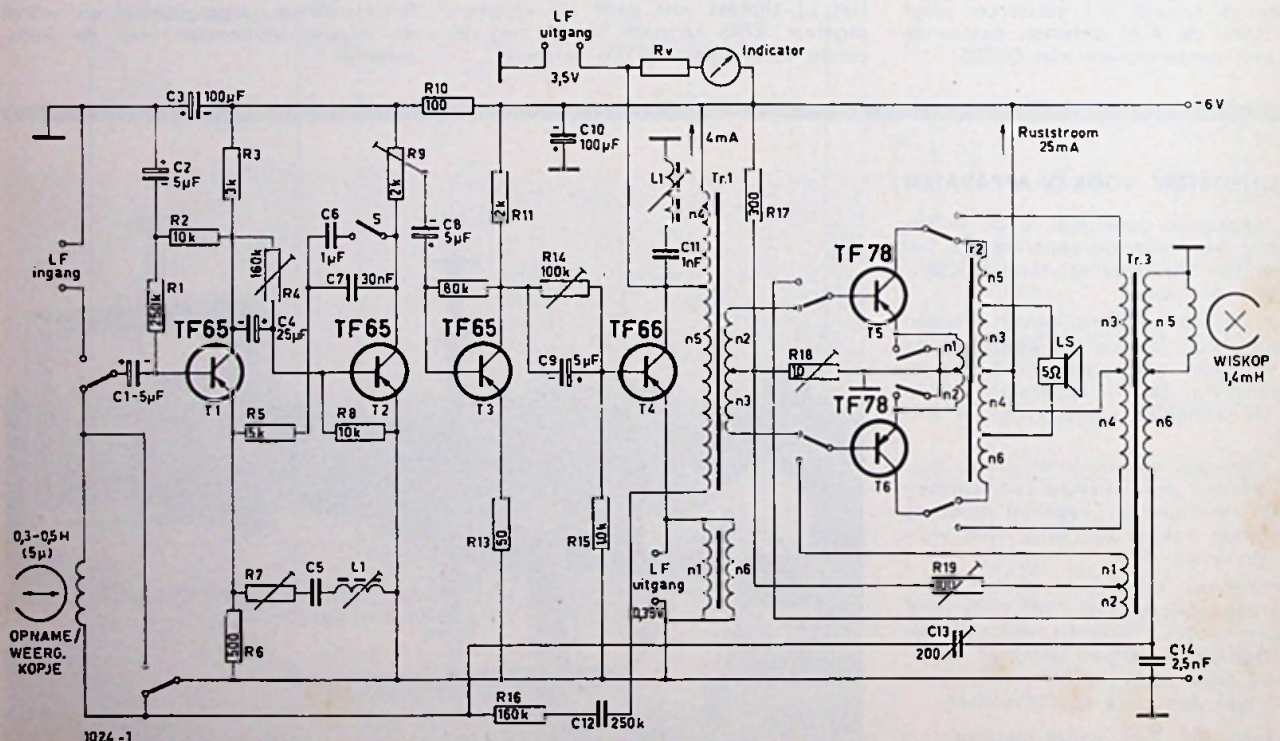 LF
uitgang
3,5V
Rv
Indicator
C3 100µF
R10
100
-6V
C10
100µF
4mA
Ruststroom
25mA
C2
5µF
R3
3k
R9
2k
L1
Tr.1
R2
10k
C6
1µF
S
C8
5µF
2k
R11
n4
300
R17
LF
ingang
160k
R4
C7 30nF
R14
100k
C11
1nF
TF78
Tr2
Tr.3
R1
250k
C4
25µF
60k
n5
n5
n3
n5
TF65
TF65
TF65
TF66
T5
n2
R18
10
n1
n3
LS
5Ω
WISKOP
1,4mH
C9 5µF
TF78
n2
n4
C1-5µF
T1
T2
T3
T4
n3
n4
n6
R5
5k
R8
10k
T6
n6
0,3-0,5H
(5µ)
R13
50
R15
10k
LF
uitgang
0,35V
n1
n6
OPNAME/
WEERG.
KOPJE
R7
C5
L1
R19
n1
n2
500
R6
C13
200
C14
2,5nF
+
R16
160k
C12
250k
1024-1